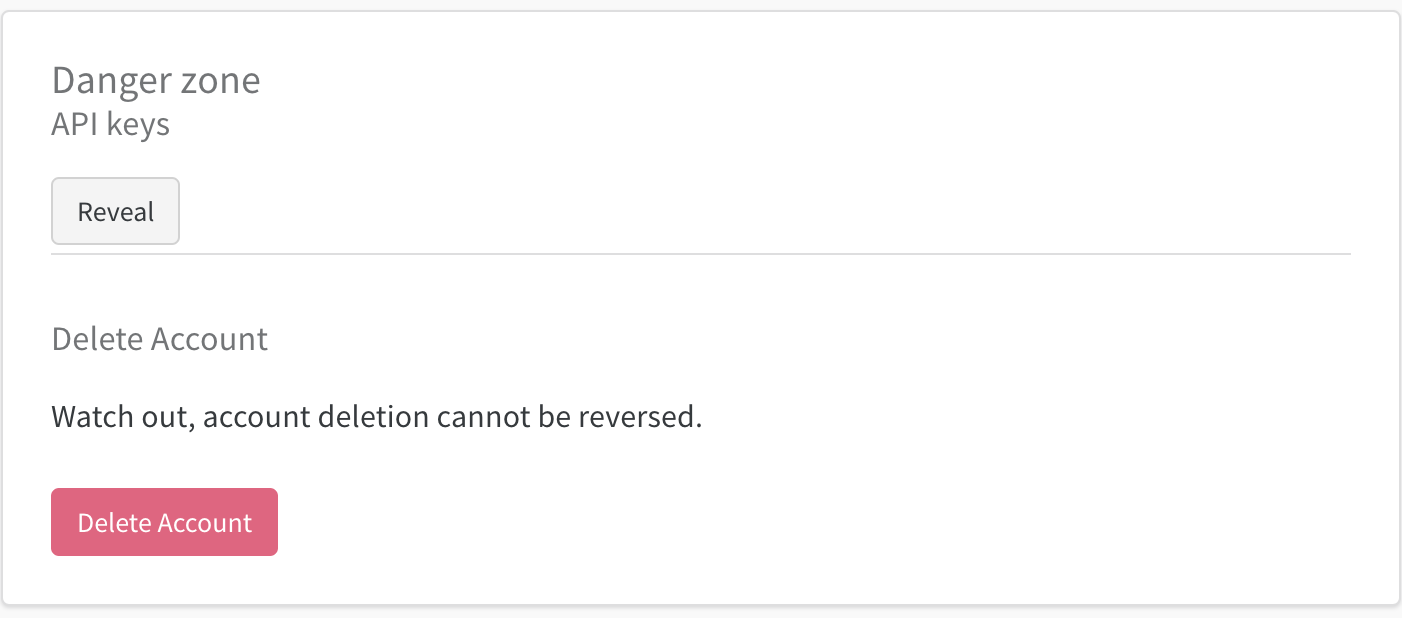 Danger zone
API keys
Reveal
Delete Account
Watch out, account deletion cannot be reversed.
Delete Account